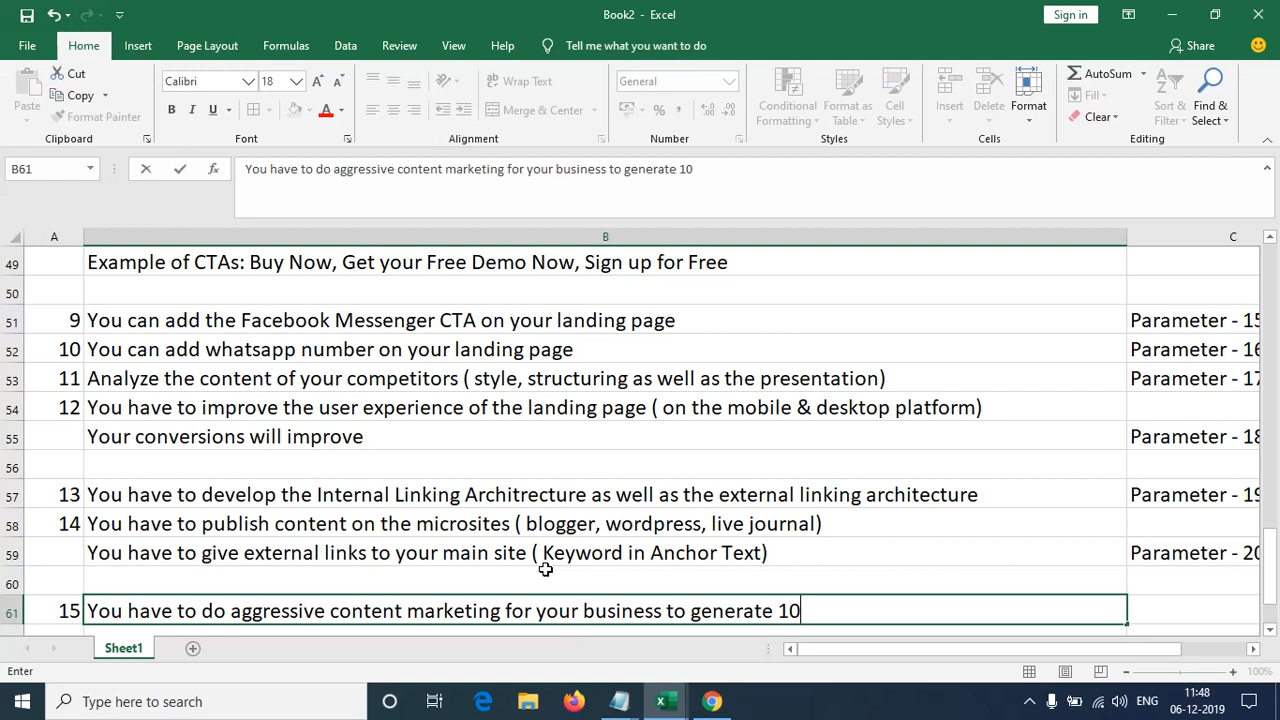 Book2 - Excel
Sign in
File Home Insert Page Layout Formulas Data Review View Help Tell me what you want to do Share
Paste
Cut
Copy
Format Painter
Clipboard
Calibri 18
B I U
Font
Wrap Text
Merge & Center
Alignment
General
Number
Conditional Formatting
Format as Table
Cell Styles
Styles
Insert
Delete
Format
Cells
AutoSum
Fill
Clear
Sort & Filter
Find & Select
Editing
B61 fx You have to do aggressive content marketing for your business to generate 10
A B C
49 Example of CTAs: Buy Now, Get your Free Demo Now, Sign up for Free
50
51 9 You can add the Facebook Messenger CTA on your landing page Parameter - 15
52 10 You can add whatsapp number on your landing page Parameter - 16
53 11 Analyze the content of your competitors ( style, structuring as well as the presentation) Parameter - 17
54 12 You have to improve the user experience of the landing page ( on the mobile & desktop platform)
55 Your conversions will improve Parameter - 18
56
57 13 You have to develop the Internal Linking Architrecture as well as the external linking architecture Parameter - 19
58 14 You have to publish content on the microsites ( blogger, wordpress, live journal)
59 You have to give external links to your main site ( Keyword in Anchor Text) Parameter - 20
60
61 15 You have to do aggressive content marketing for your business to generate 10
Sheet1
Enter 100%
Type here to search
ENG
11:48
06-12-2019